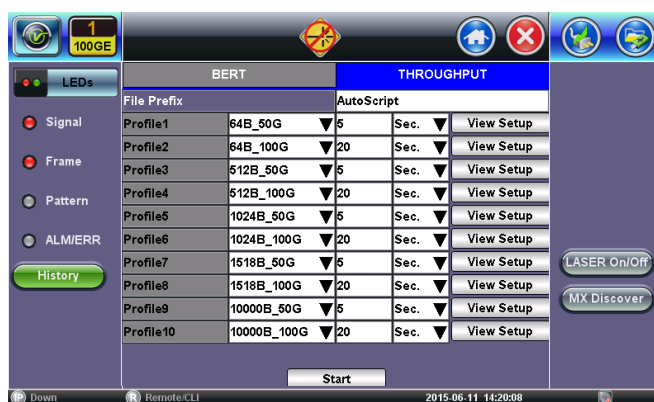 1
100GE
LEDs
BERT THROUGHPUT
File Prefix AutoScript
Signal
Profile1 64B_50G 5 Sec. View Setup
Profile2 64B_100G 20 Sec. View Setup
Frame
Profile3 512B_50G 5 Sec. View Setup
Profile4 512B_100G 20 Sec. View Setup
Pattern
Profile5 1024B_50G 5 Sec. View Setup
ALM/ERR
Profile6 1024B_100G 20 Sec. View Setup
Profile7 1518B_50G 5 Sec. View Setup
LASER On/Off
History
Profile8 1518B_100G 20 Sec. View Setup
MX Discover
Profile9 10000B_50G 5 Sec. View Setup
Profile10 10000B_100G 20 Sec. View Setup
Start
IP Down R Remote/CLI 2015-06-11 14:20:08